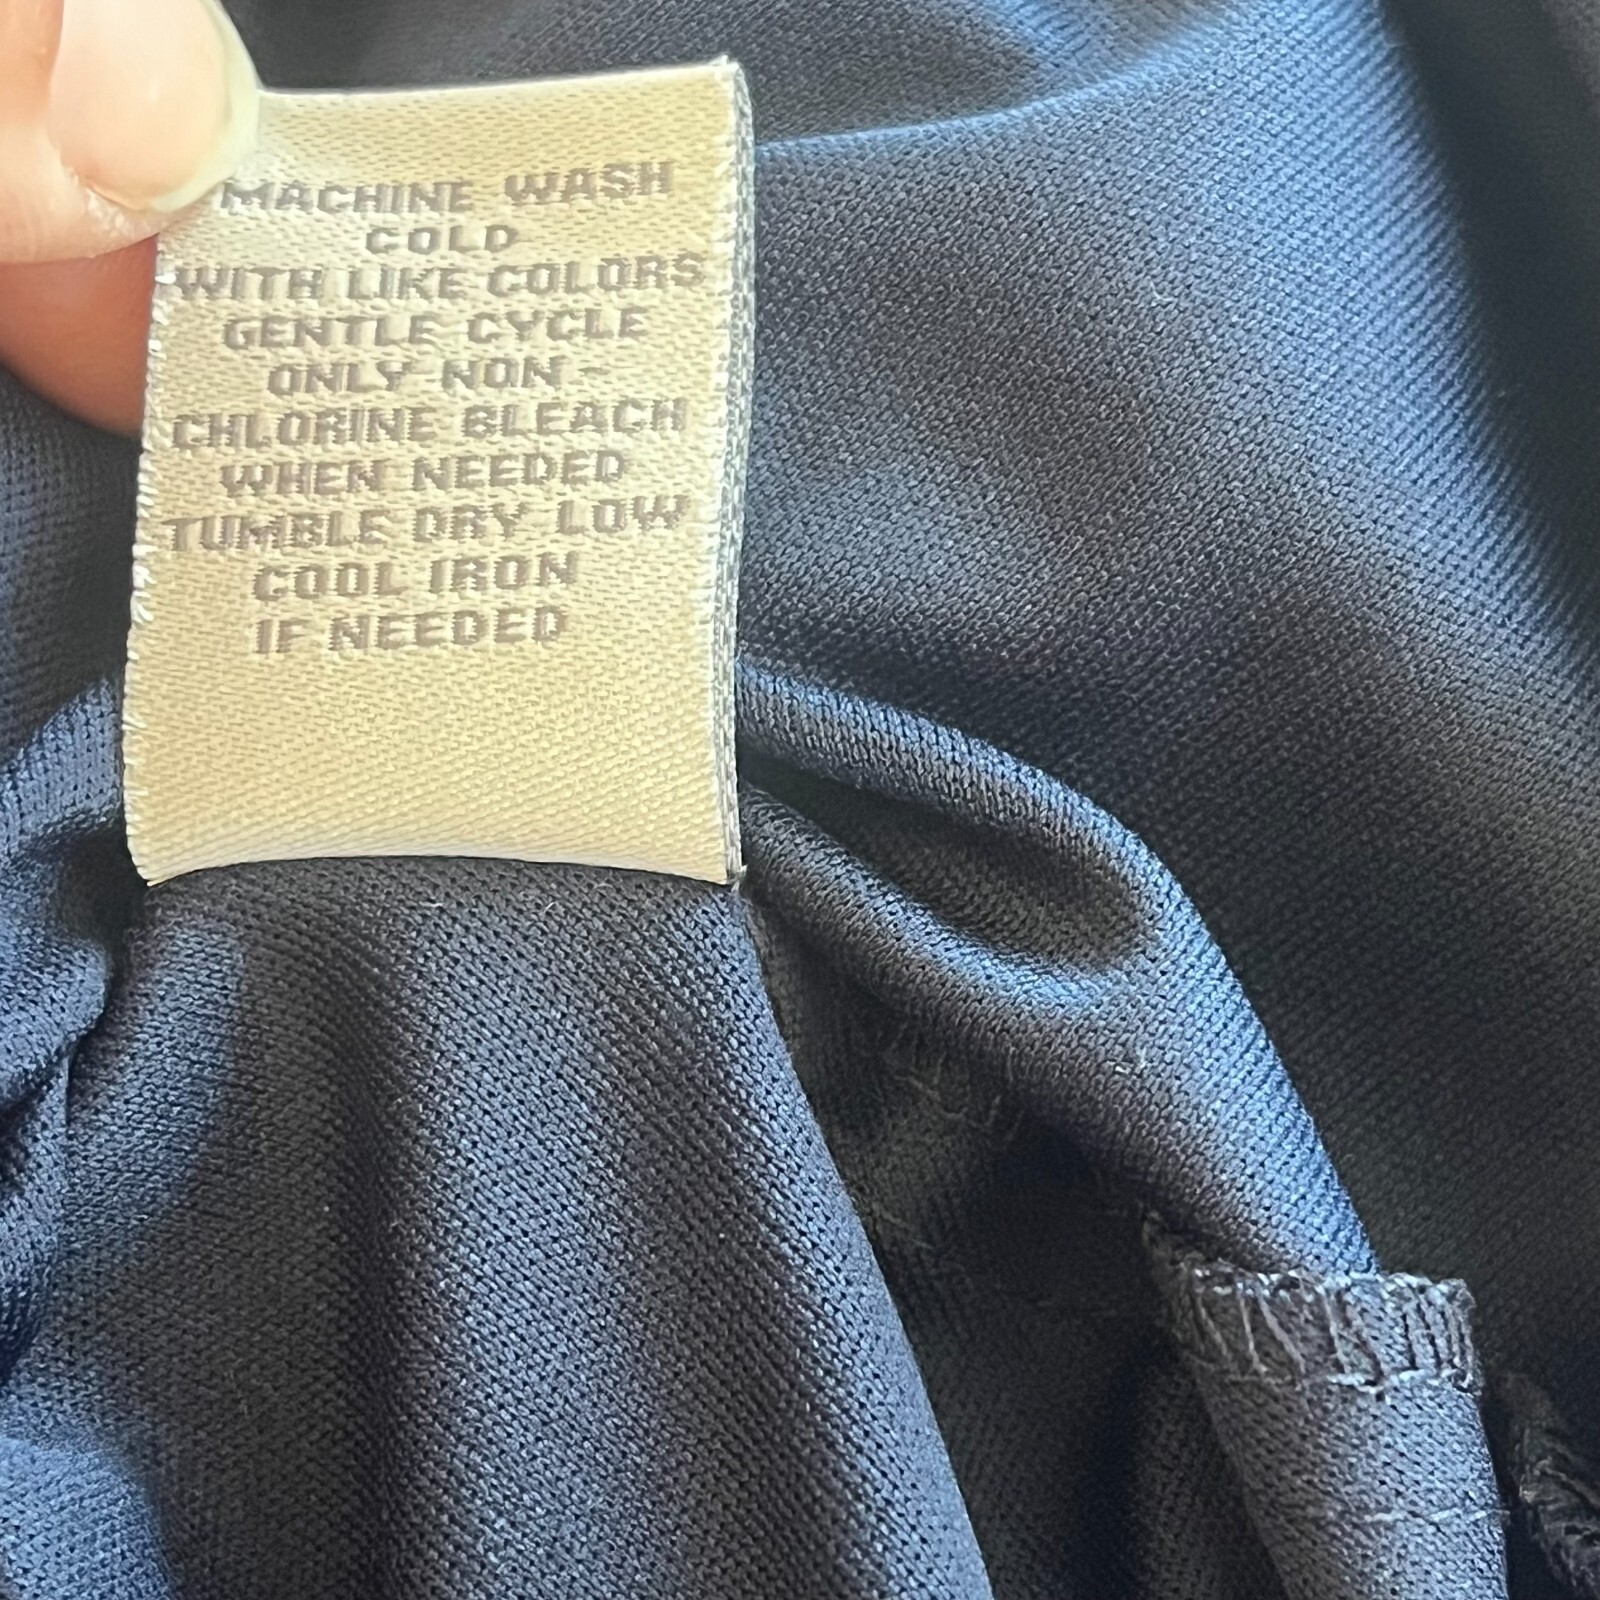 MACHINE WASH
COLD
WITH LIKE COLORS
GENTLE CYCLE
ONLY NON-
CHLORINE BLEACH
WHEN NEEDED
TUMBLE DRY LOW
COOL IRON
IF NEEDED